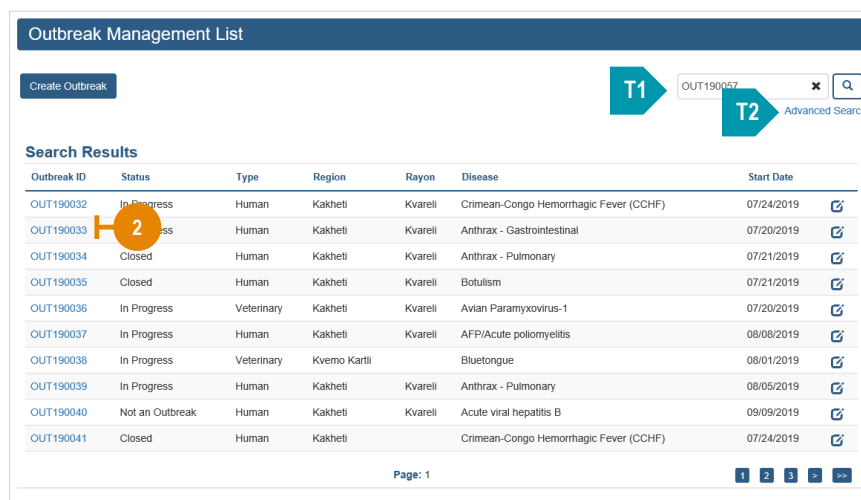 Outbreak Management List
Create Outbreak
T1
OUT190057
T2
Advanced Searc
Search Results
Outbreak ID Status Type Region Rayon Disease Start Date
OUT190032 In Progress Human Kakheti Kvareli Crimean-Congo Hemorrhagic Fever (CCHF) 07/24/2019
OUT190033 2 ess Human Kakheti Kvareli Anthrax - Gastrointestinal 07/20/2019
OUT190034 Closed Human Kakheti Kvareli Anthrax - Pulmonary 07/21/2019
OUT190035 Closed Human Kakheti Kvareli Botulism 07/21/2019
OUT190036 In Progress Veterinary Kakheti Kvareli Avian Paramyxovirus-1 07/20/2019
OUT190037 In Progress Human Kakheti Kvareli AFP/Acute poliomyelitis 08/08/2019
OUT190038 In Progress Veterinary Kvemo Kartli Bluetongue 08/01/2019
OUT190039 In Progress Human Kakheti Kvareli Anthrax - Pulmonary 08/05/2019
OUT190040 Not an Outbreak Human Kakheti Kvareli Acute viral hepatitis B 09/09/2019
OUT190041 Closed Human Kakheti Crimean-Congo Hemorrhagic Fever (CCHF) 07/24/2019
Page: 1 1 2 3 > >>